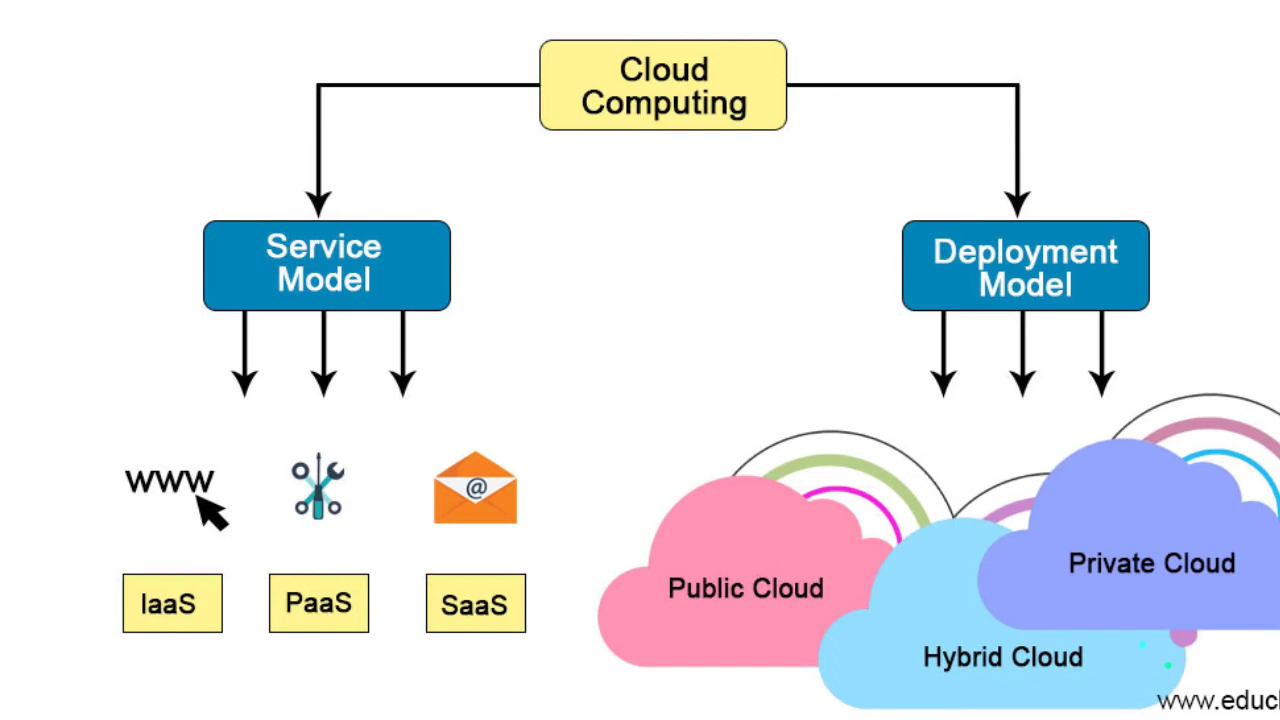 Cloud
Computing
Service
Model
Deployment
Model
www
@
IaaS
PaaS
SaaS
Public Cloud
Hybrid Cloud
Private Cloud